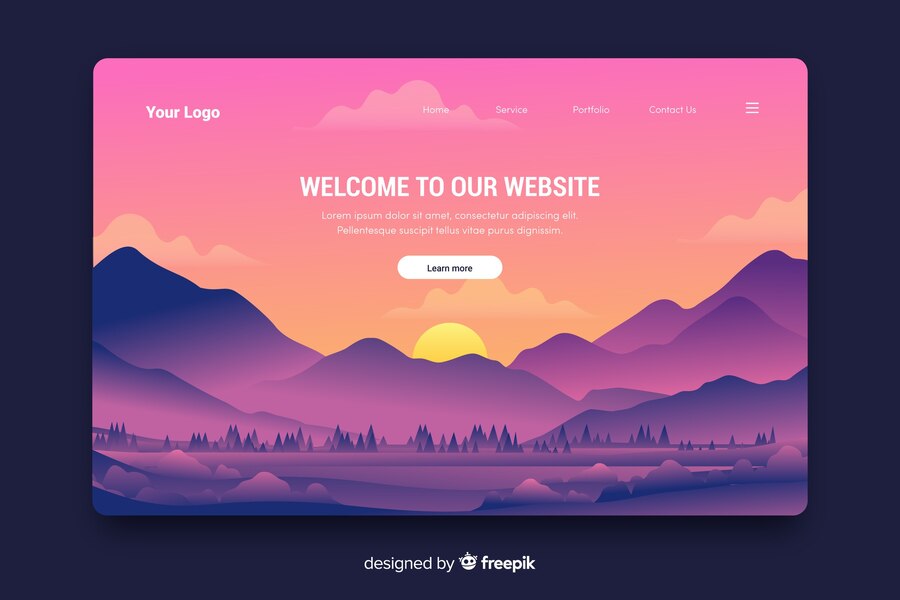 Your Logo
Home Service Portfolio Contact Us
WELCOME TO OUR WEBSITE
Lorem ipsum dolor sit amet, consectetur adipiscing elit.
Pellentesque suscipit tellus vitae purus dignissim.
Learn more
designed by freepik